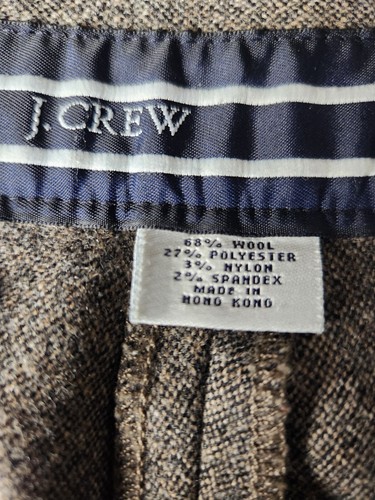 J.CREW
68% WOOL
27% POLYESTER
3% NYLON
2% SPANDEX
MADE IN
HONG KONG